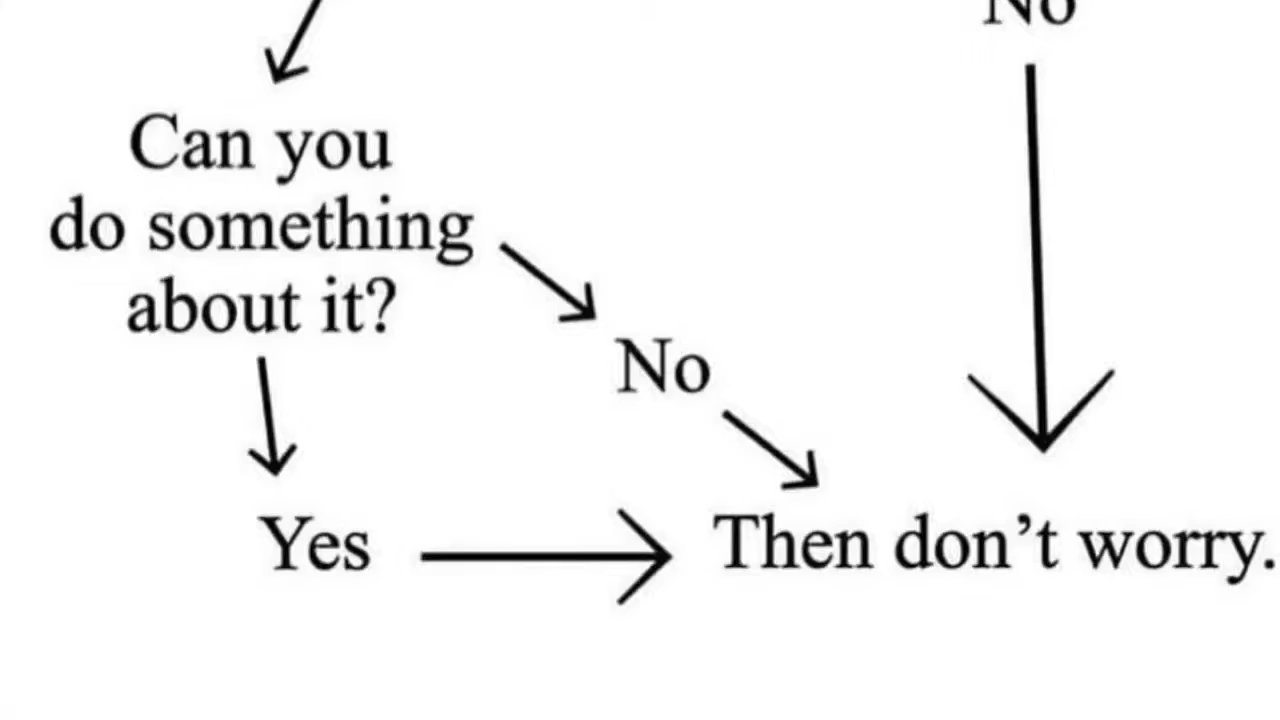 No
Can you
do something
about it?
No
Yes
Then don’t worry.